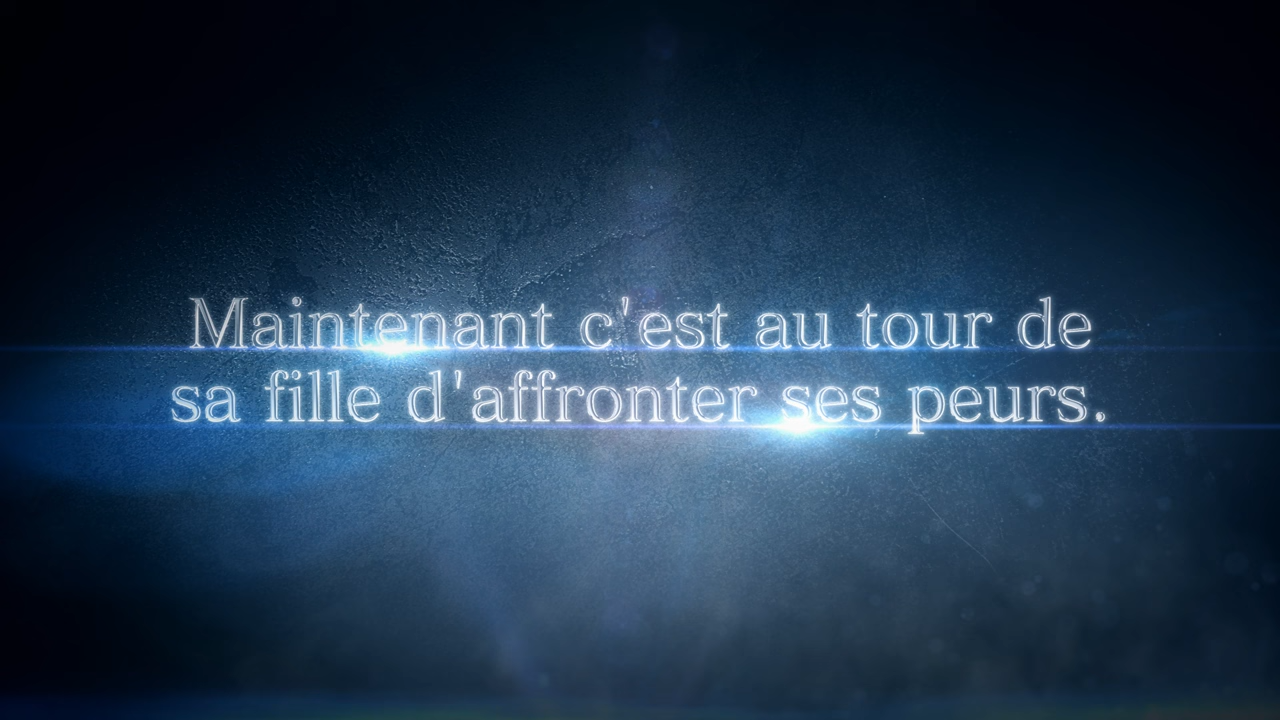 Maintenant c'est au tour de
sa fille d'affronter ses peurs.